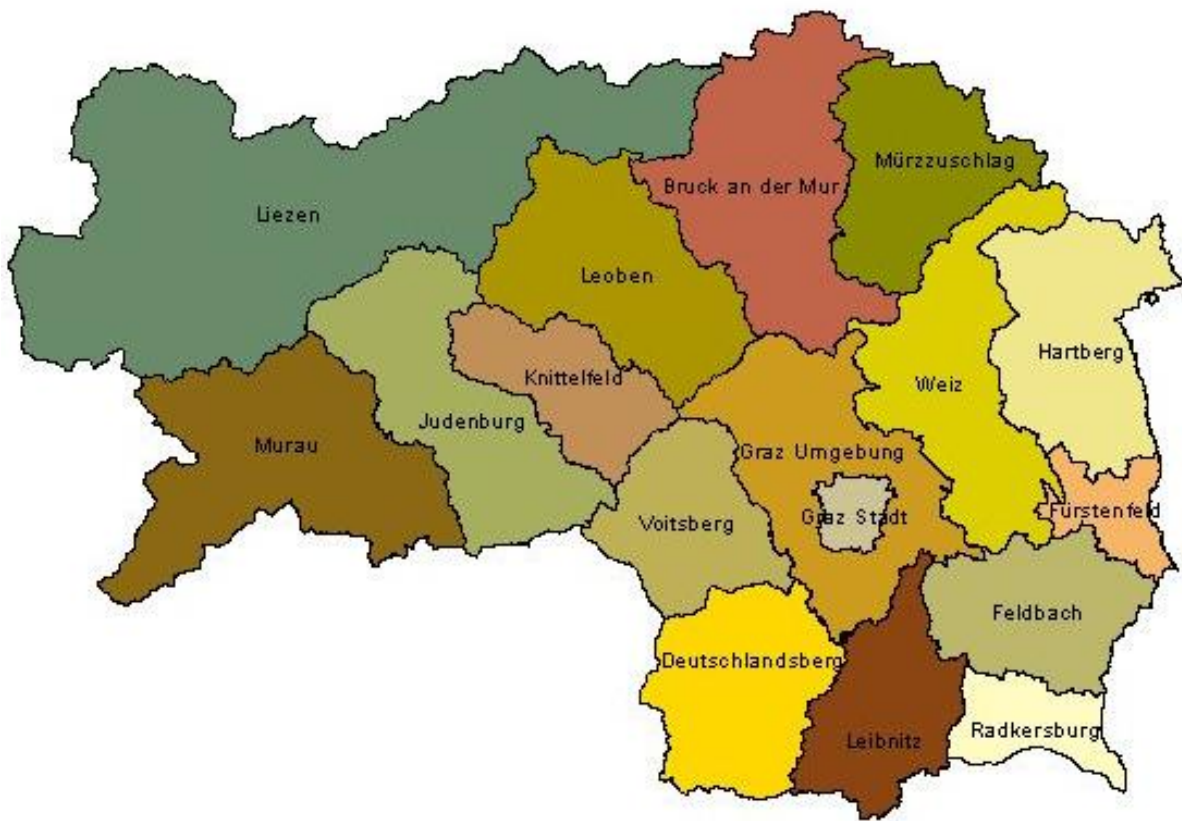 Mürzzuschlag
Bruck an der Mur
Liezen
Leoben
Hartberg
Knittelfeld
Weiz
Judenburg
Murau
Graz Umgebung
Fürstenfeld
Graz Stadt
Voitsberg
Feldbach
Deutschlandsberg
Radkersburg
Leibnitz